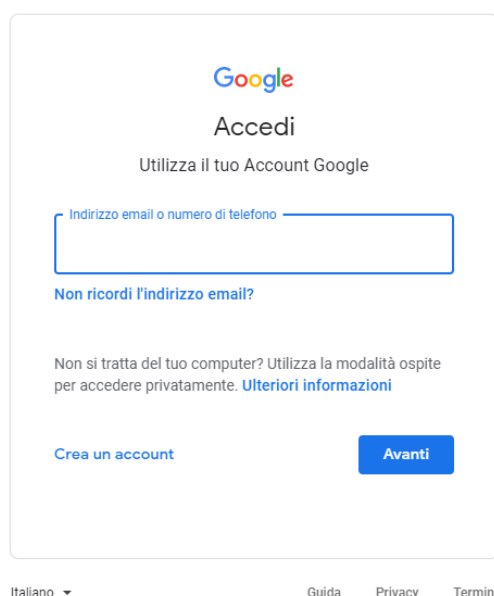 Google
Accedi
Utilizza il tuo Account Google
Indirizzo email o numero di telefono
Non ricordi l'indirizzo email?
Non si tratta del tuo computer? Utilizza la modalità ospite
per accedere privatamente. Ulteriori informazioni
Crea un account Avanti
Italiano Guida Privacy Termin